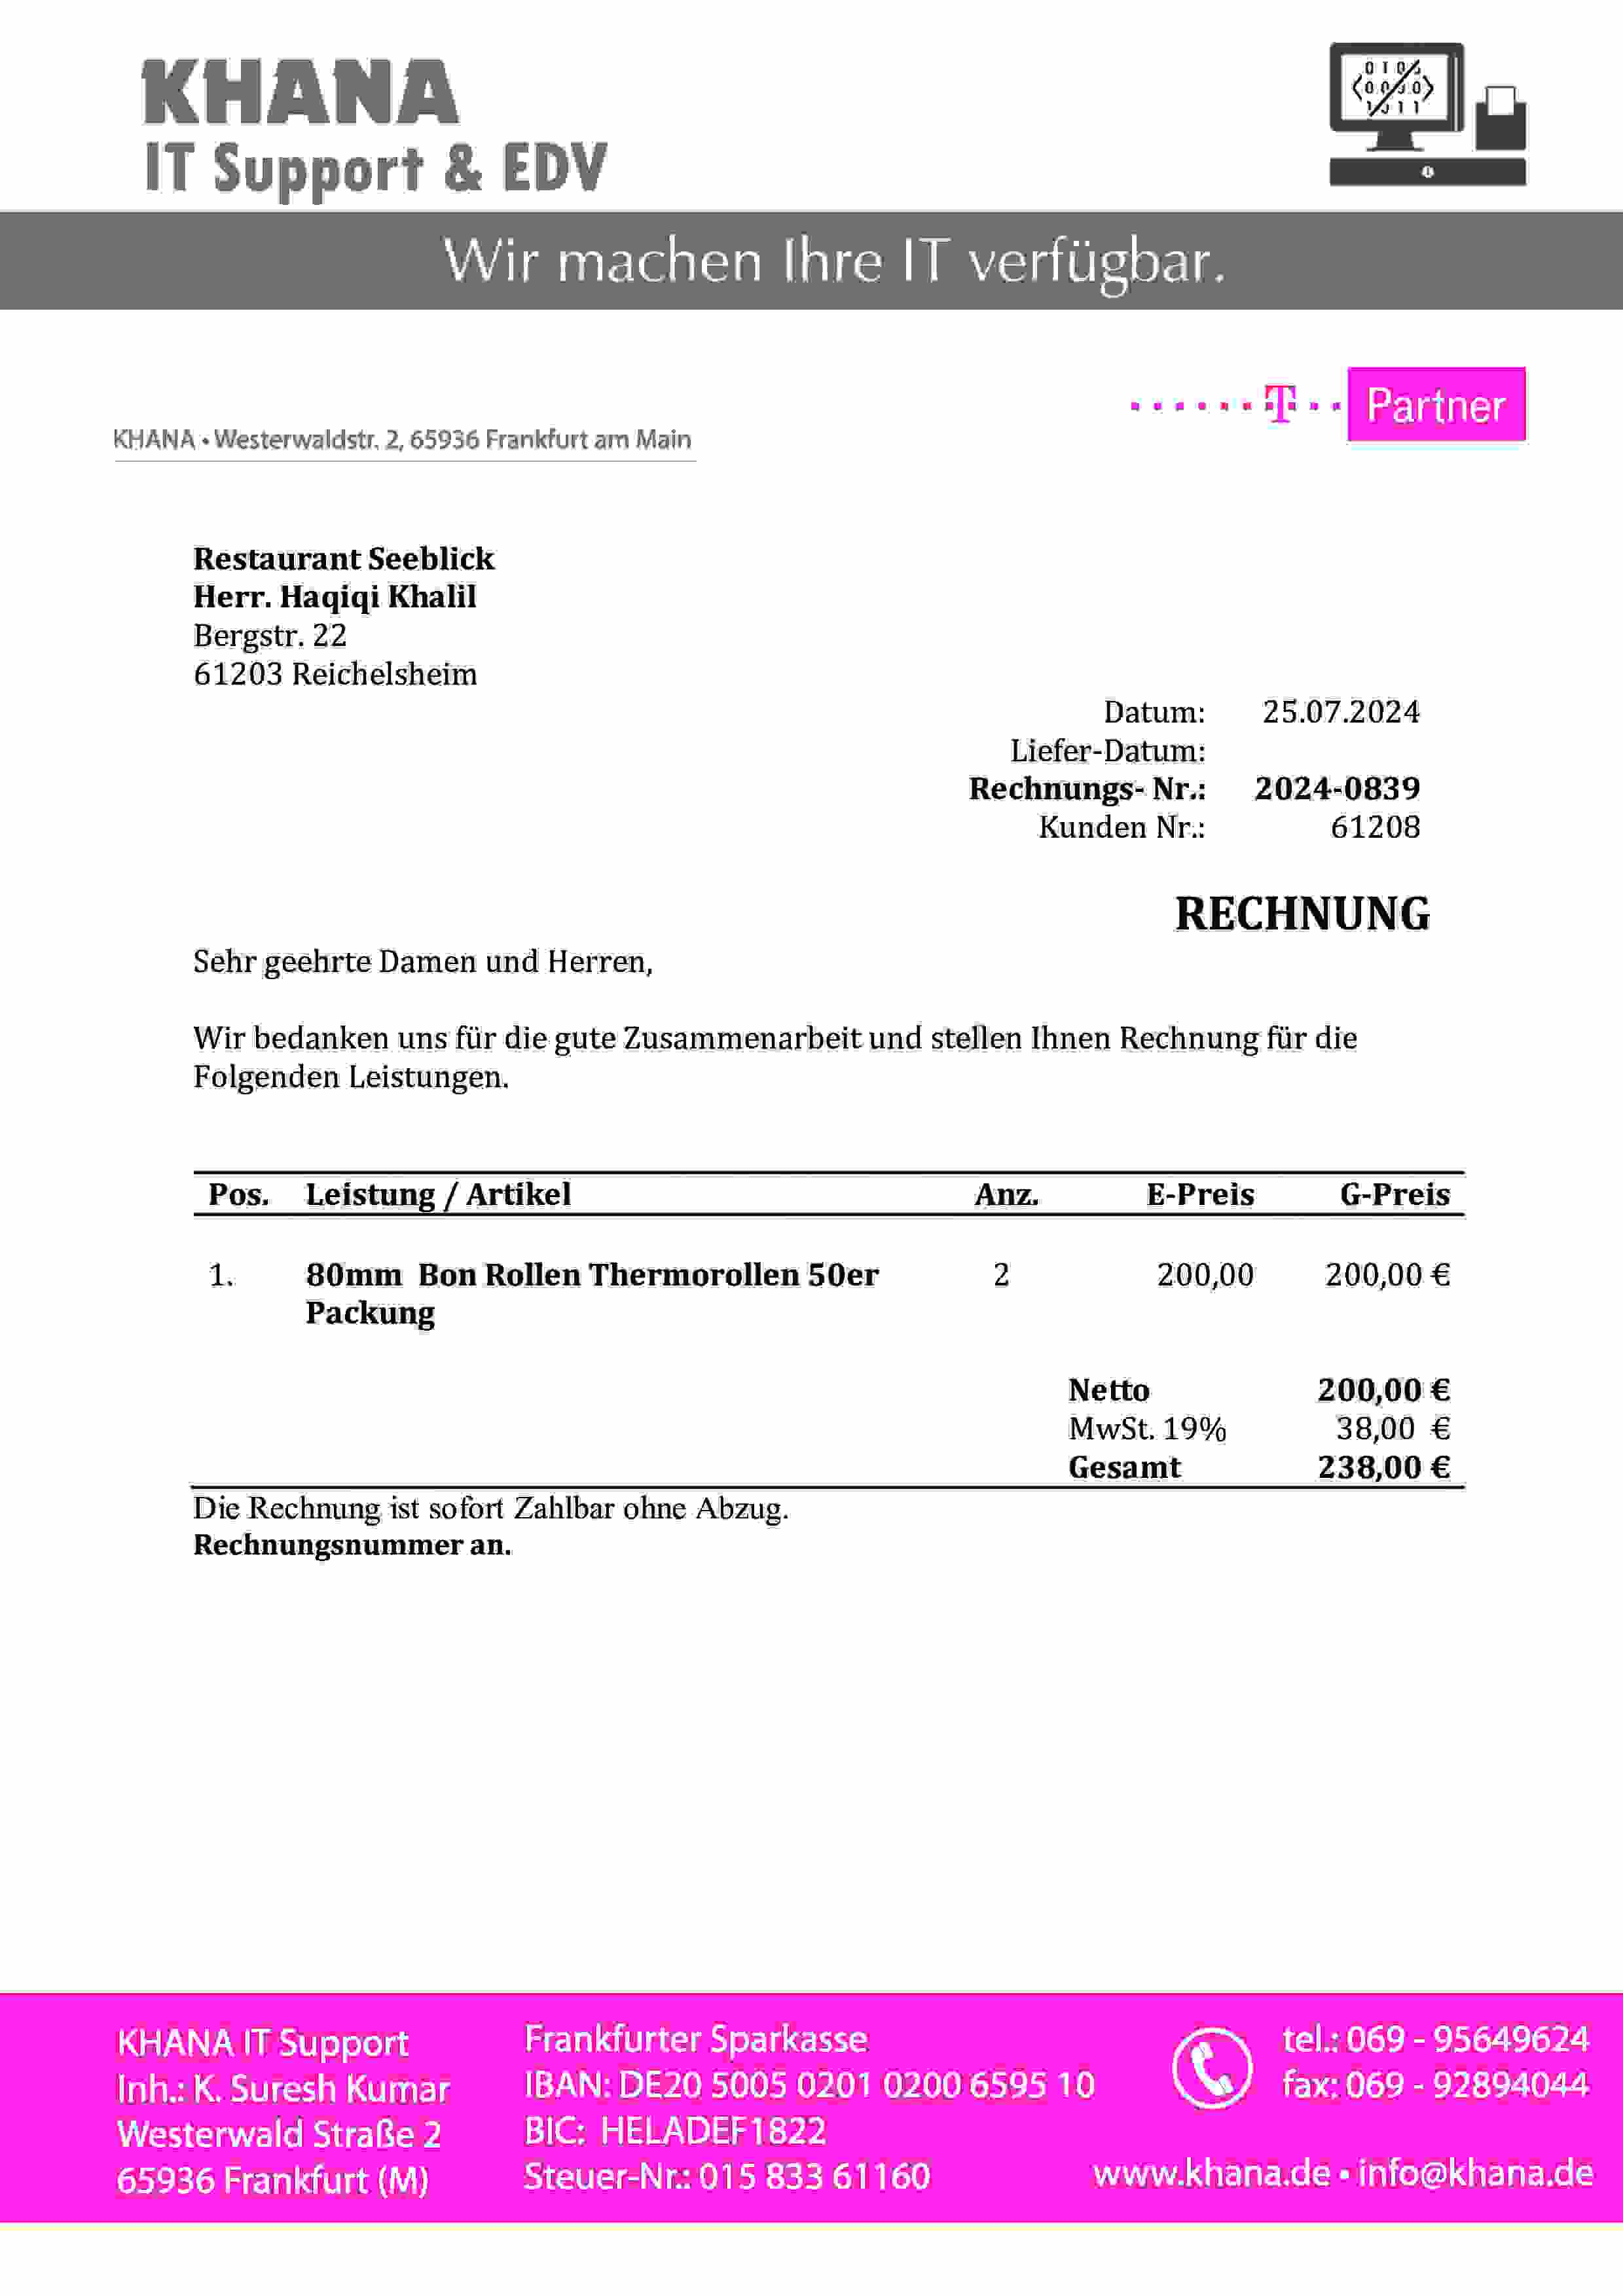 KHANA
IT Support & EDV
Wir machen Ihre IT verfügbar.
T Partner
KHANA • Westerwaldstr. 2, 65936 Frankfurt am Main
Restaurant Seeblick
Herr. Haqiqi Khalil
Bergstr. 22
61203 Reichelsheim
Datum: 25.07.2024
Liefer-Datum:
Rechnungs- Nr.: 2024-0839
Kunden Nr.: 61208
RECHNUNG
Sehr geehrte Damen und Herren,
Wir bedanken uns für die gute Zusammenarbeit und stellen Ihnen Rechnung für die
Folgenden Leistungen.
Pos. Leistung / Artikel Anz. E-Preis G-Preis
1. 80mm Bon Rollen Thermorollen 50er 2 200,00 200,00 €
Packung
Netto 200,00 €
MwSt. 19% 38,00 €
Gesamt 238,00 €
Die Rechnung ist sofort Zahlbar ohne Abzug.
Rechnungsnummer an.
KHANA IT Support
Inh.: K. Suresh Kumar
Westerwald Straße 2
65936 Frankfurt (M)
Frankfurter Sparkasse
IBAN: DE20 5005 0201 0200 6595 10
BIC: HELADEF1822
Steuer-Nr.: 015 833 61160
tel.: 069 - 95649624
fax: 069 - 92894044
www.khana.de • info@khana.de